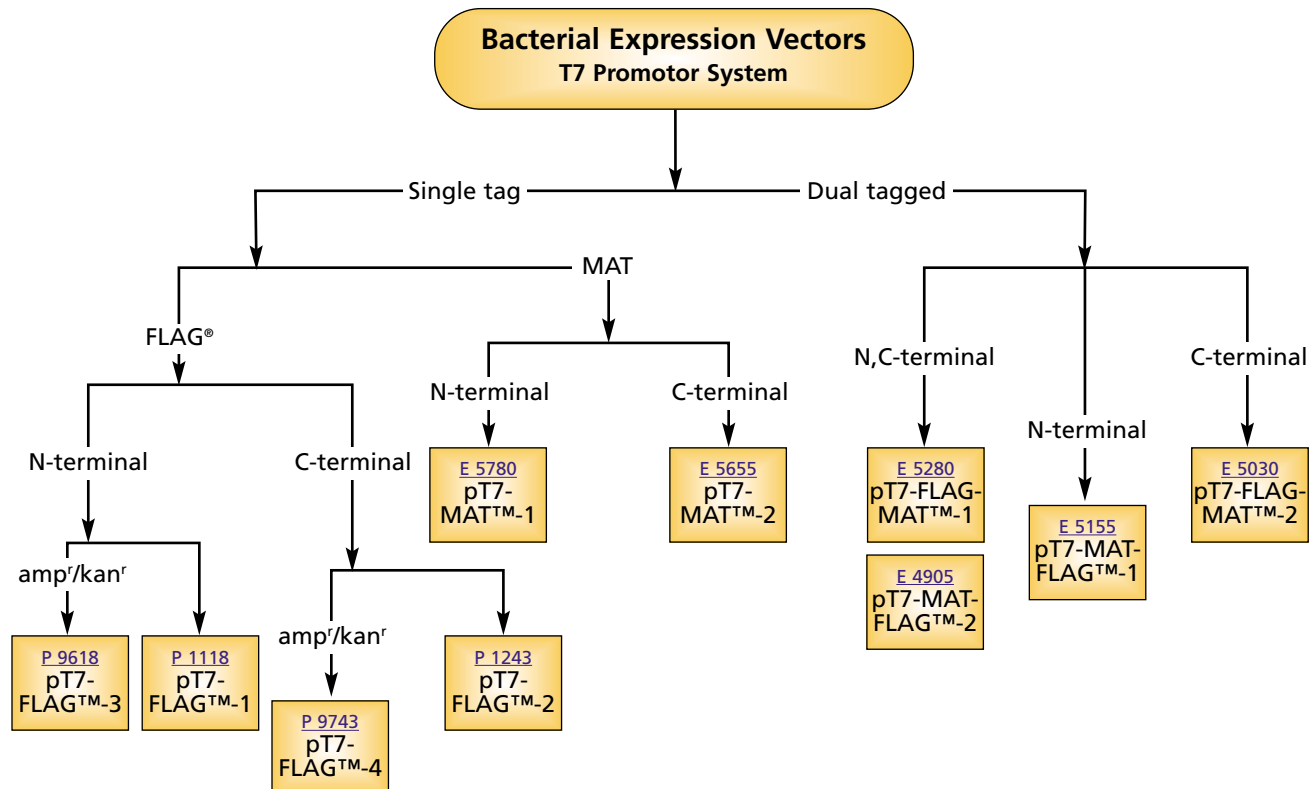 Bacterial Expression Vectors
T7 Promotor System
Single tag
Dual tagged
MAT
FLAG®
N,C-terminal
C-terminal
N-terminal
C-terminal
N-terminal
N-terminal
C-terminal
E 5780
pT7-
MAT™-1
E 5655
pT7-
MAT™-2
E 5280
pT7-FLAG-
MAT™-1
E 5030
pT7-FLAG-
MAT™-2
E 5155
pT7-MAT-
FLAG™-1
E 4905
pT7-MAT-
FLAG™-2
ampʳ/kanʳ
ampʳ/kanʳ
P 9618
pT7-
FLAG™-3
P 1118
pT7-
FLAG™-1
P 1243
pT7-
FLAG™-2
P 9743
pT7-
FLAG™-4